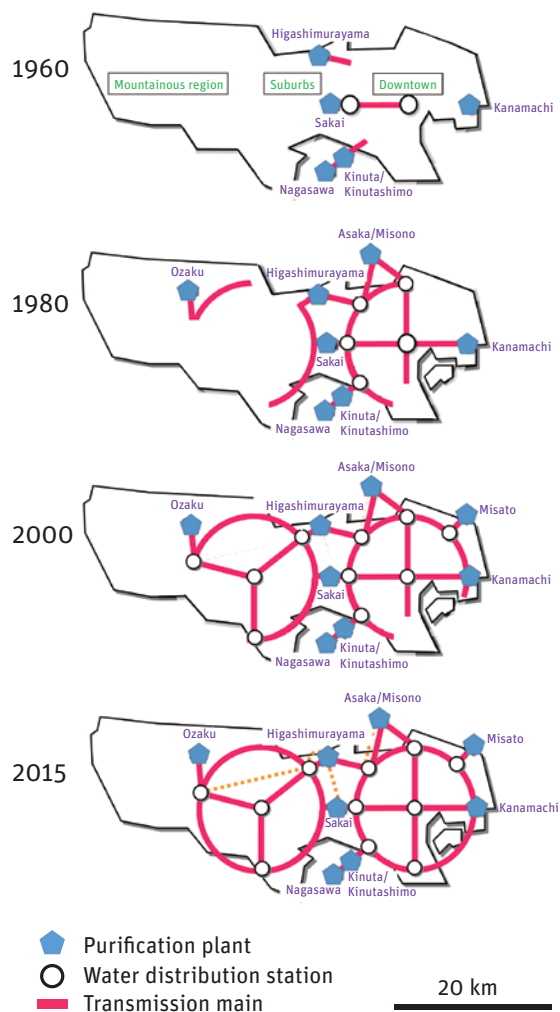 1960
Higashimurayama
Mountainous region
Suburbs
Downtown
Sakai
Kanamachi
Nagasawa
Kinuta/
Kinutashimo
1980
Asaka/Misono
Ozaku
Higashimurayama
Sakai
Kanamachi
Nagasawa
Kinuta/
Kinutashimo
2000
Asaka/Misono
Ozaku
Higashimurayama
Misato
Sakai
Kanamachi
Nagasawa
Kinuta/
Kinutashimo
2015
Asaka/Misono
Ozaku
Higashimurayama
Misato
Sakai
Kanamachi
Nagasawa
Kinuta/
Kinutashimo
Purification plant
Water distribution station
Transmission main
20 km